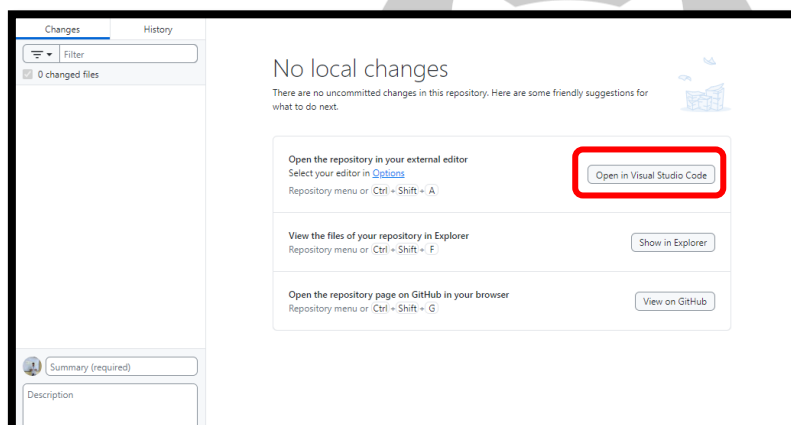 Changes
History
Filter
0 changed files
No local changes
There are no uncommitted changes in this repository. Here are some friendly suggestions for
what to do next.
Open the repository in your external editor
Select your editor in Options
Repository menu or Ctrl + Shift + A
Open in Visual Studio Code
View the files of your repository in Explorer
Repository menu or Ctrl + Shift + F
Show in Explorer
Open the repository page on GitHub in your browser
Repository menu or Ctrl + Shift + G
View on GitHub
Summary (required)
Description